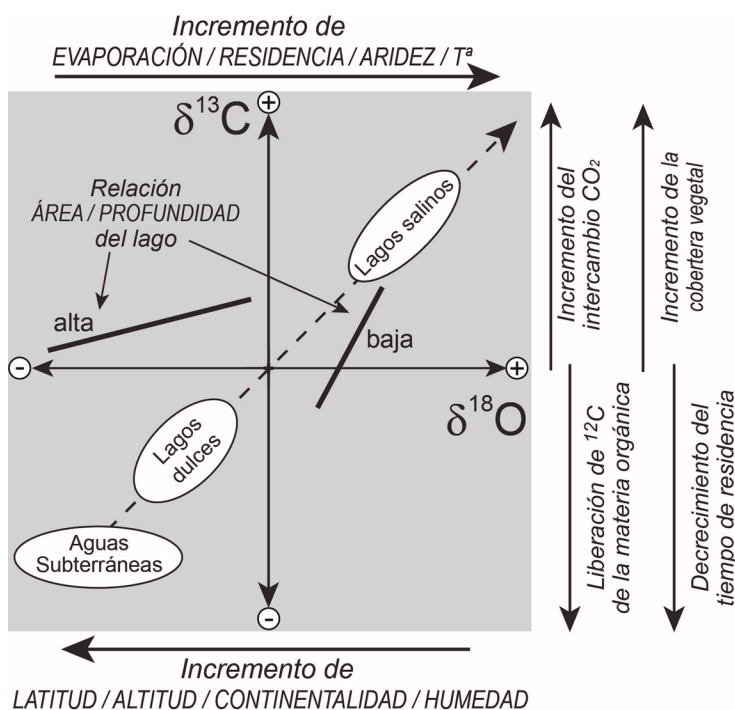 Incremento de
EVAPORACIÓN / RESIDENCIA / ARIDEZ / Tª
δ¹³C
+
Relación
ÁREA / PROFUNDIDAD
del lago
Lagos salinos
alta
baja
-
+
δ¹⁸O
Lagos
dulces
Aguas
Subterráneas
-
Incremento del
intercambio CO₂
Incremento de la
cobertera vegetal
Liberación de ¹²C
de la materia orgánica
Decrecimiento del
tiempo de residencia
Incremento de
LATITUD / ALTITUD / CONTINENTALIDAD / HUMEDAD